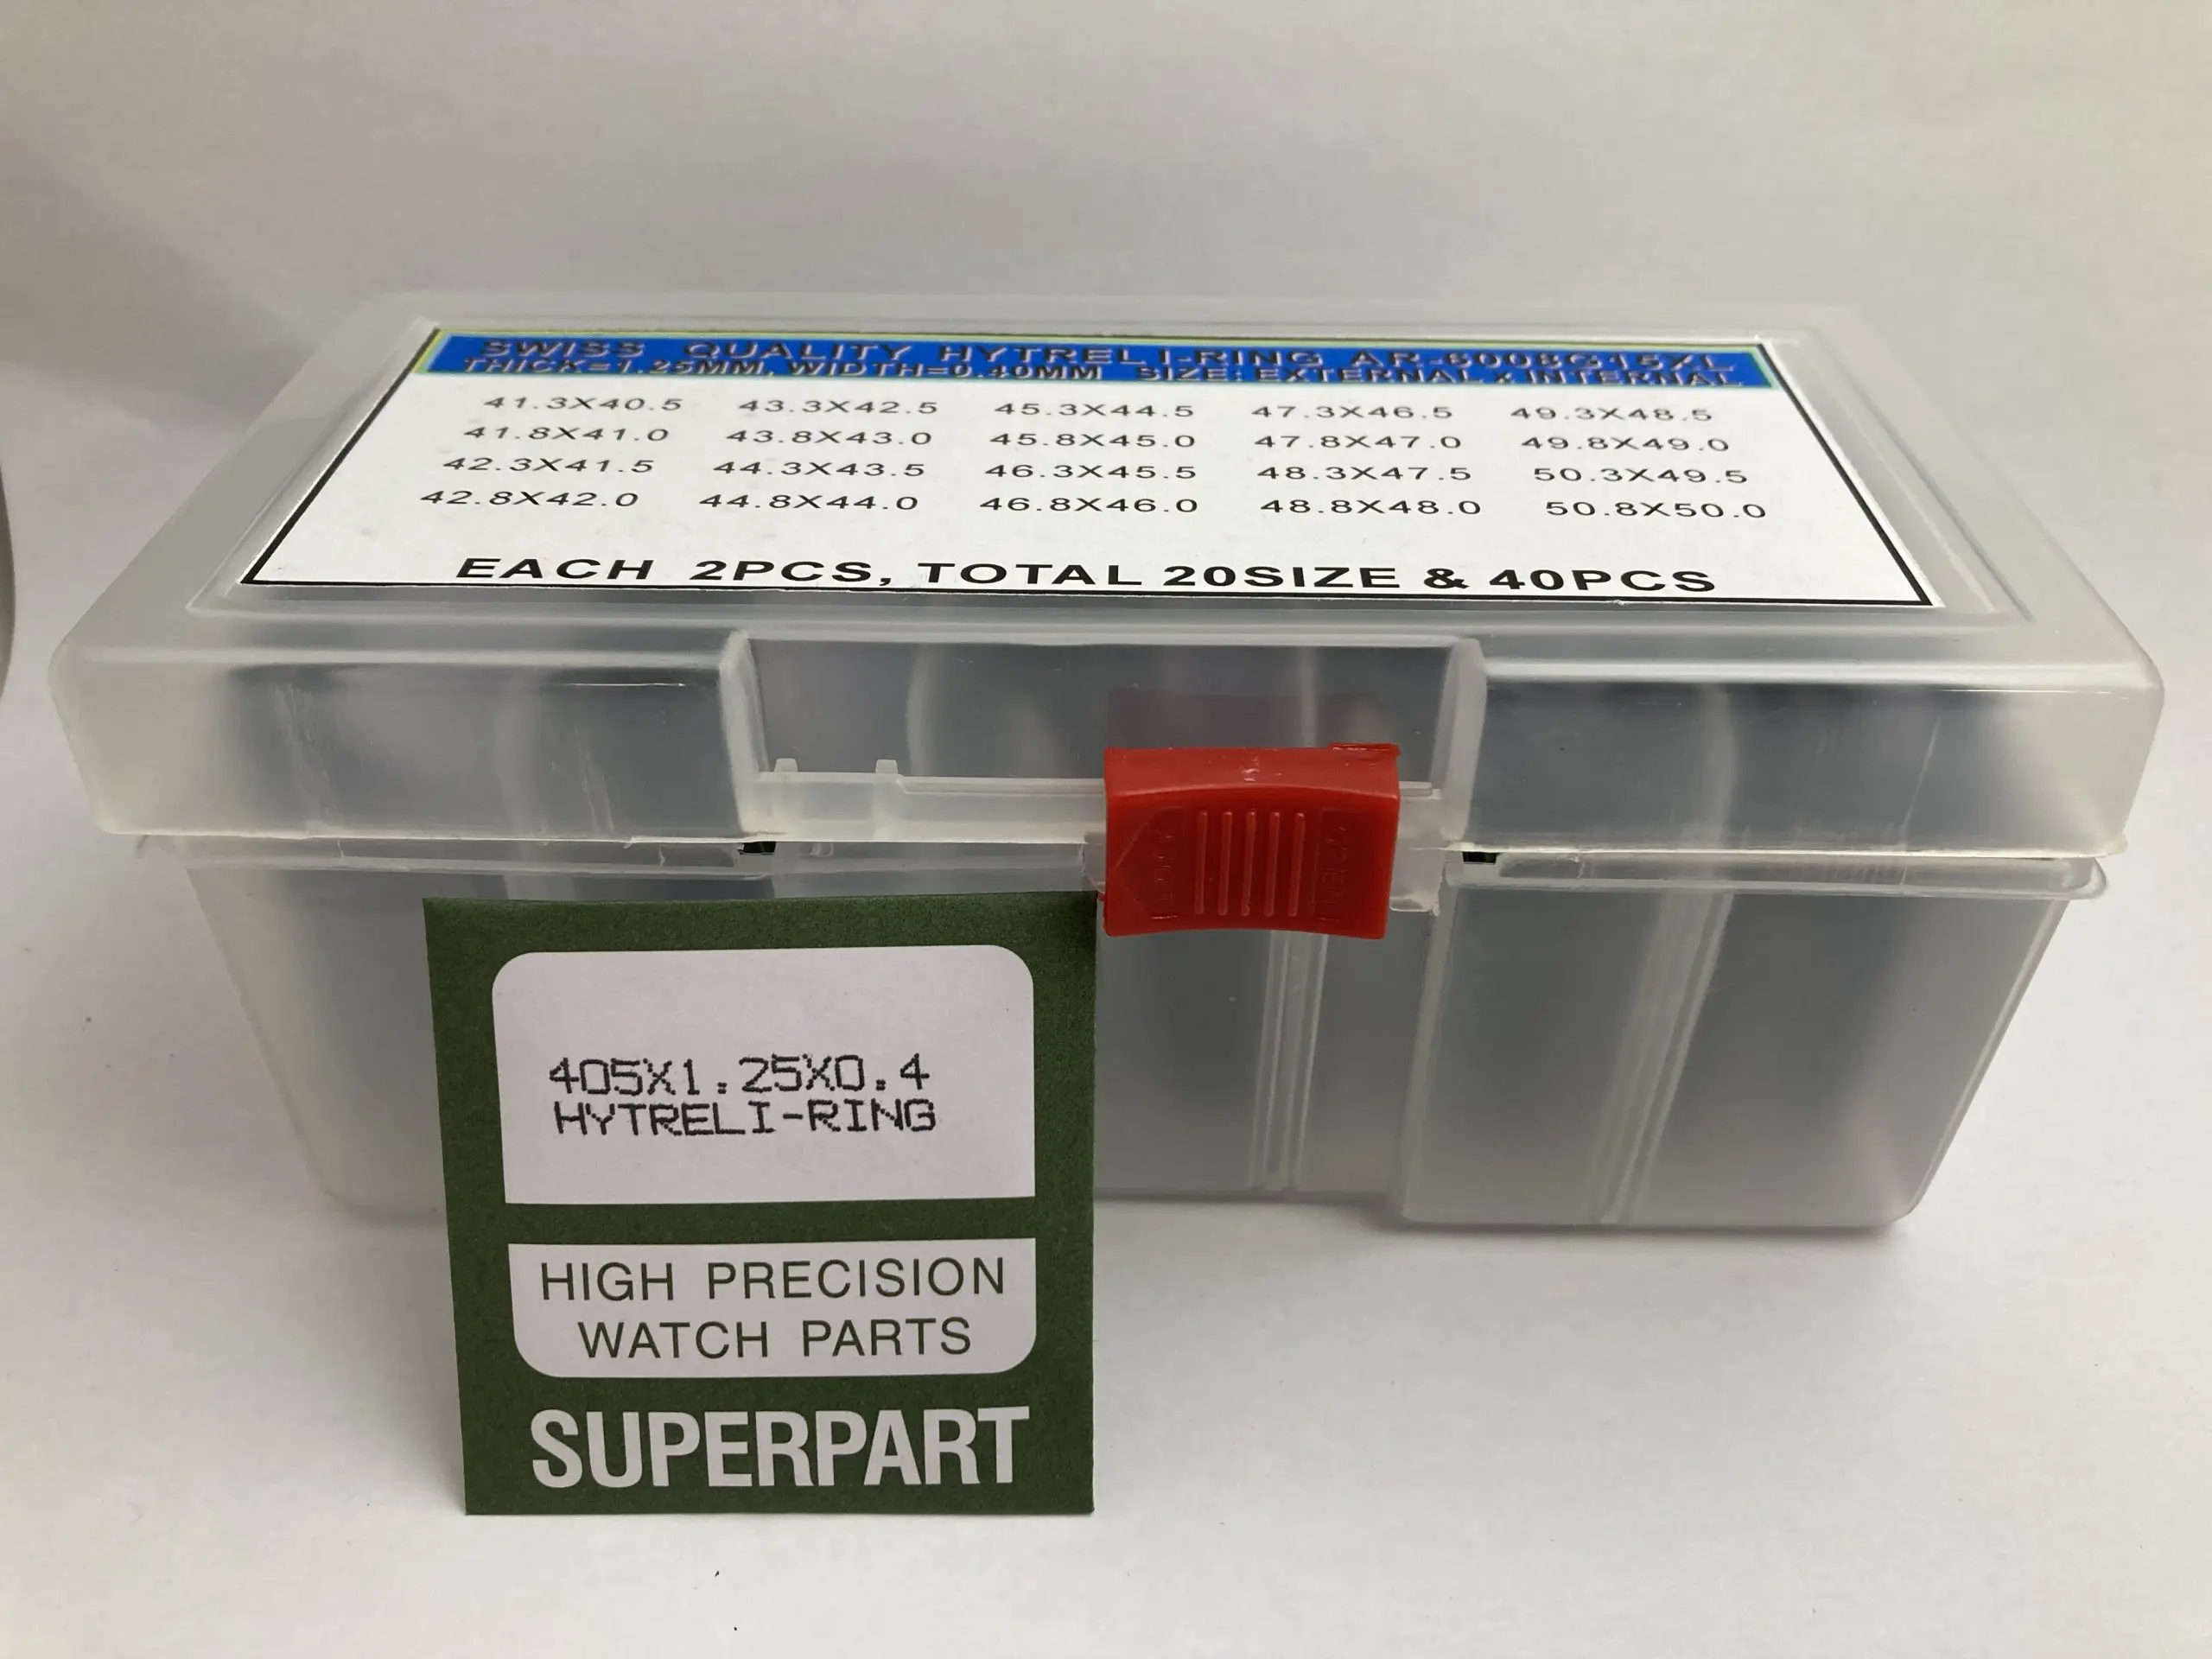 SWISS QUALITY HYTRELI-RING AR-6008G15XL
THICK=1.25MM, WIDTH=0.40MM SIZE: EXTERNAL x INTERNAL
41.3X40.5 43.3X42.5 45.3X44.5 47.3X46.5 49.3X48.5
41.8X41.0 43.8X43.0 45.8X45.0 47.8X47.0 49.8X49.0
42.3X41.5 44.3X43.5 46.3X45.5 48.3X47.5 50.3X49.5
42.8X42.0 44.8X44.0 46.8X46.0 48.8X48.0 50.8X50.0
EACH 2PCS, TOTAL 20SIZE & 40PCS
405X1.25X0.4
HYTRELI-RING
HIGH PRECISION
WATCH PARTS
SUPERPART